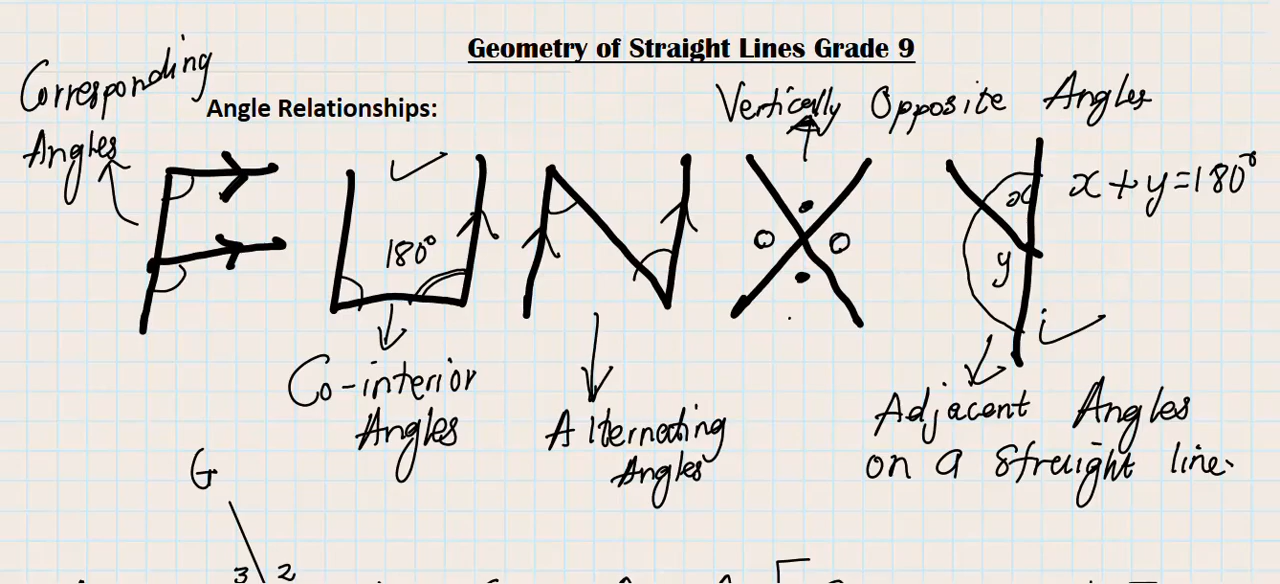 Geometry of Straight Lines Grade 9
Corresponding
Angles
Angle Relationships:
Vertically Opposite Angles
180°
x
y
x + y = 180°
Co-interior
Angles
Alternating
Angles
Adjacent Angles
on a straight line
G
3 2